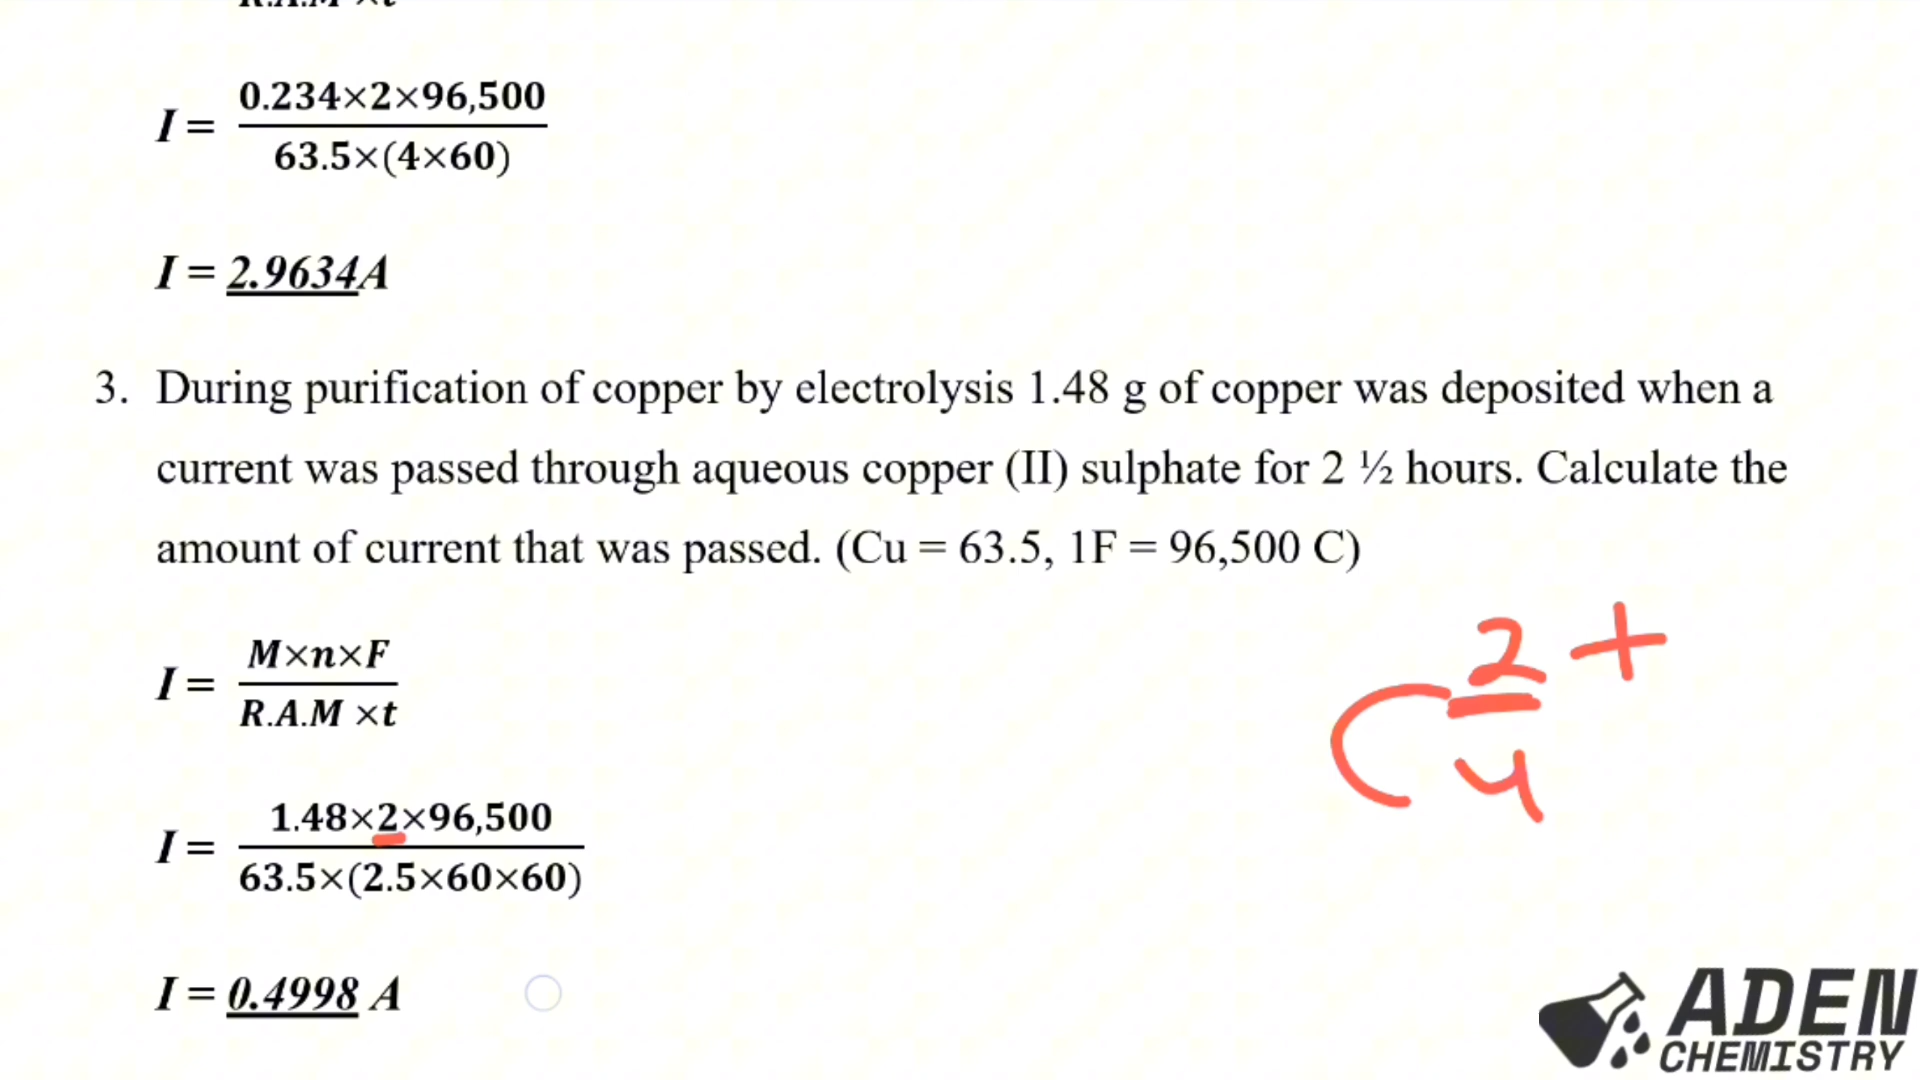 R.A.M ×t
I = 0.234×2×96,500 / 63.5×(4×60)
I = 2.9634A
3. During purification of copper by electrolysis 1.48 g of copper was deposited when a
current was passed through aqueous copper (II) sulphate for 2 ½ hours. Calculate the
amount of current that was passed. (Cu = 63.5, 1F = 96,500 C)
I = M×n×F / R.A.M ×t
Cu 2+
I = 1.48×2×96,500 / 63.5×(2.5×60×60)
I = 0.4998 A
ADEN
CHEMISTRY